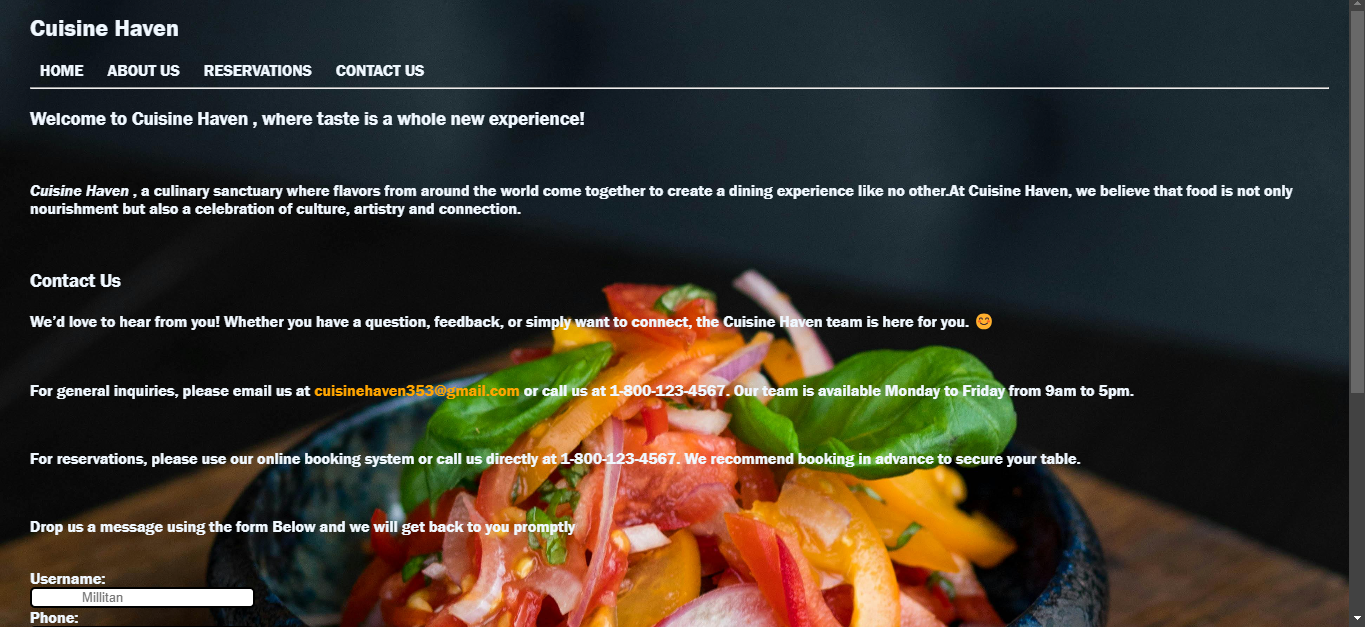 Cuisine Haven
HOME ABOUT US RESERVATIONS CONTACT US
Welcome to Cuisine Haven , where taste is a whole new experience!
Cuisine Haven , a culinary sanctuary where flavors from around the world come together to create a dining experience like no other.At Cuisine Haven, we believe that food is not only
nourishment but also a celebration of culture, artistry and connection.
Contact Us
We'd love to hear from you! Whether you have a question, feedback, or simply want to connect, the Cuisine Haven team is here for you. 😊
For general inquiries, please email us at cuisinehaven353@gmail.com or call us at 1-800-123-4567. Our team is available Monday to Friday from 9am to 5pm.
For reservations, please use our online booking system or call us directly at 1-800-123-4567. We recommend booking in advance to secure your table.
Drop us a message using the form Below and we will get back to you promptly
Username:
Millitan
Phone: